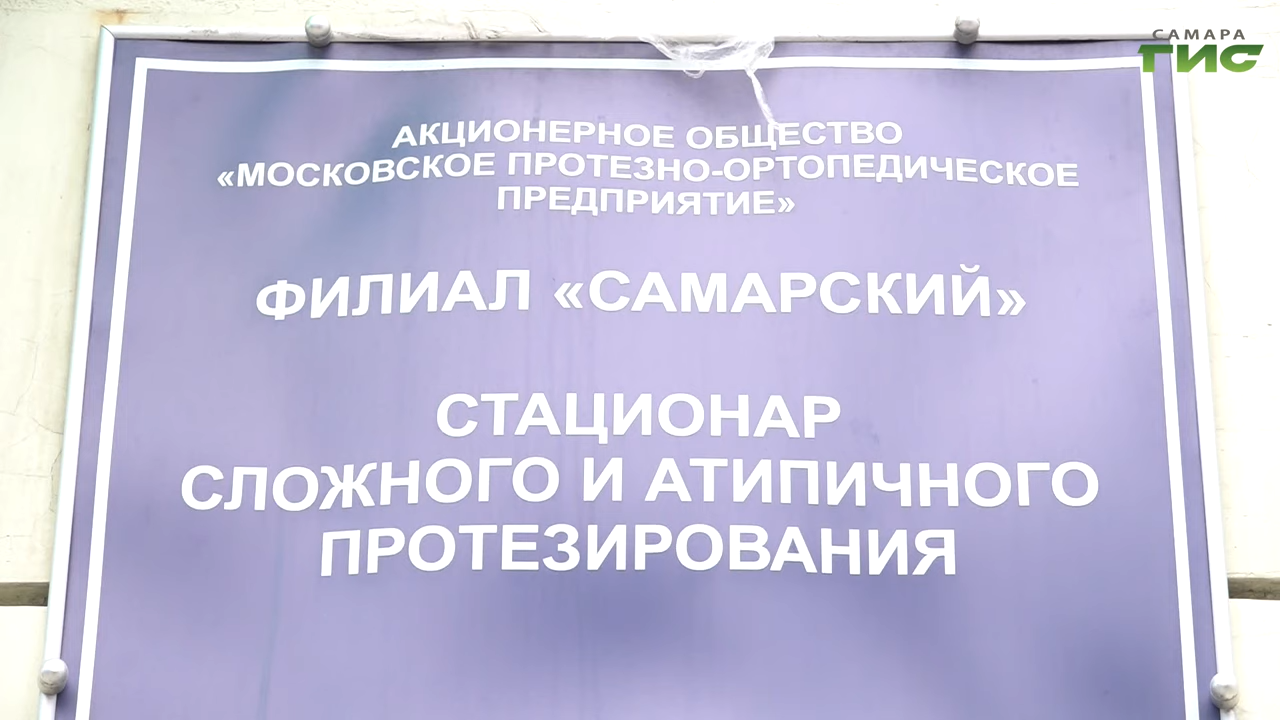 САМАРА
ГИС
АКЦИОНЕРНОЕ ОБЩЕСТВО
«МОСКОВСКОЕ ПРОТЕЗНО-ОРТОПЕДИЧЕСКОЕ
ПРЕДПРИЯТИЕ»
ФИЛИАЛ «САМАРСКИЙ»
СТАЦИОНАР
СЛОЖНОГО И АТИПИЧНОГО
ПРОТЕЗИРОВАНИЯ